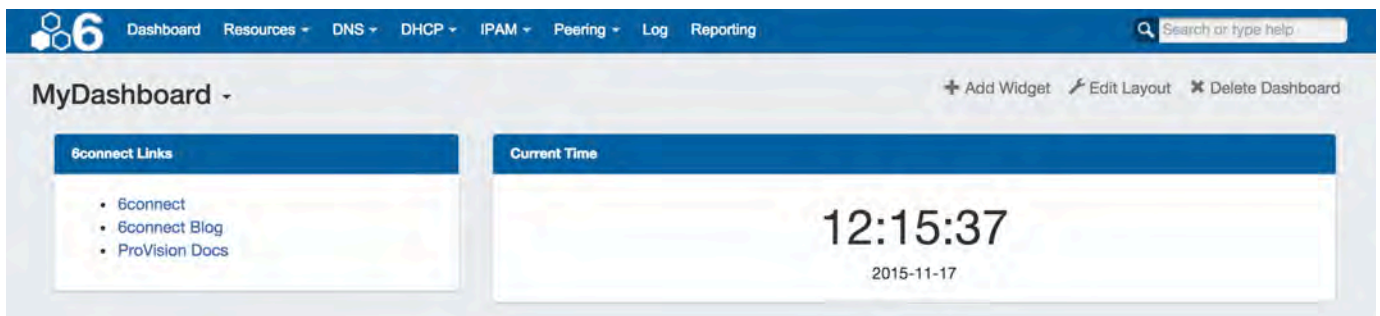 6 Dashboard Resources DNS DHCP IPAM Peering Log Reporting Search or type help
MyDashboard Add Widget Edit Layout Delete Dashboard
6connect Links
6connect
6connect Blog
ProVision Docs
Current Time
12:15:37
2015-11-17